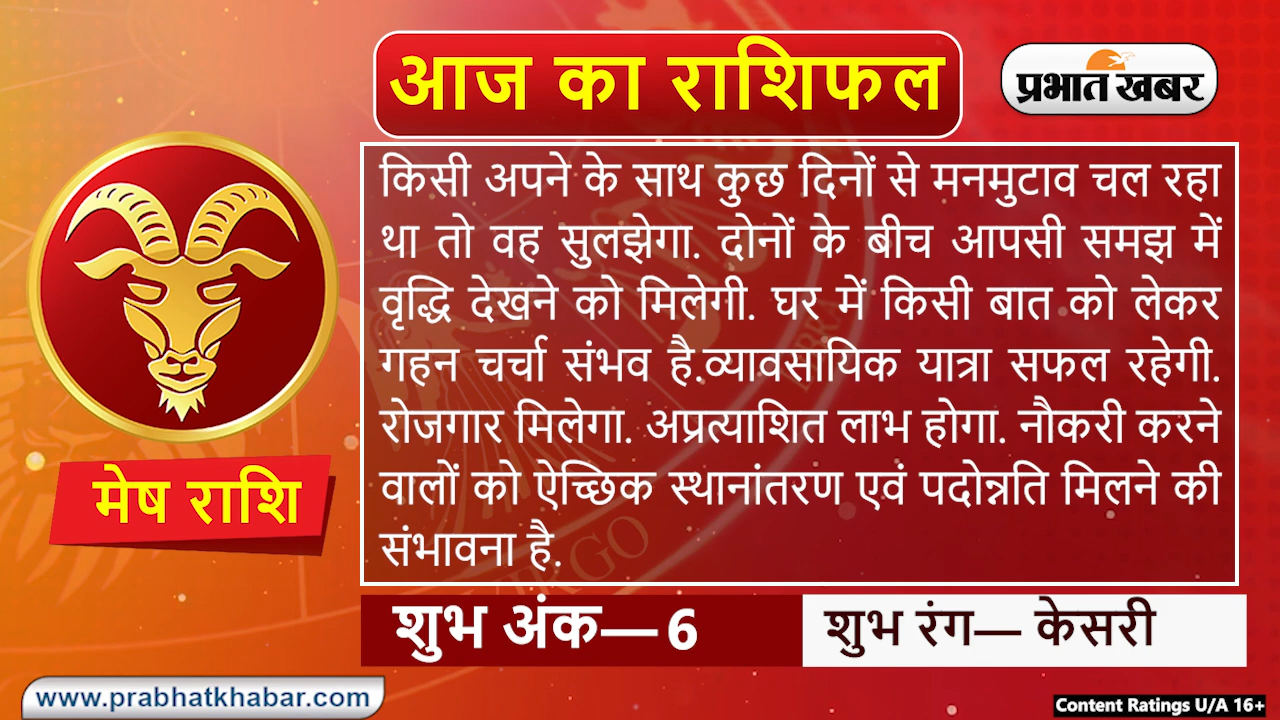 आज का राशिफल
प्रभात खबर
किसी अपने के साथ कुछ दिनों से मनमुटाव चल रहा
था तो वह सुलझेगा. दोनों के बीच आपसी समझ में
वृद्धि देखने को मिलेगी. घर में किसी बात को लेकर
गहन चर्चा संभव है.व्यावसायिक यात्रा सफल रहेगी.
रोजगार मिलेगा. अप्रत्याशित लाभ होगा. नौकरी करने
वालों को ऐच्छिक स्थानांतरण एवं पदोन्नति मिलने की
संभावना है.
मेष राशि
शुभ अंक— 6
शुभ रंग— केसरी
www.prabhatkhabar.com
Content Ratings U/A 16+
VIRGO